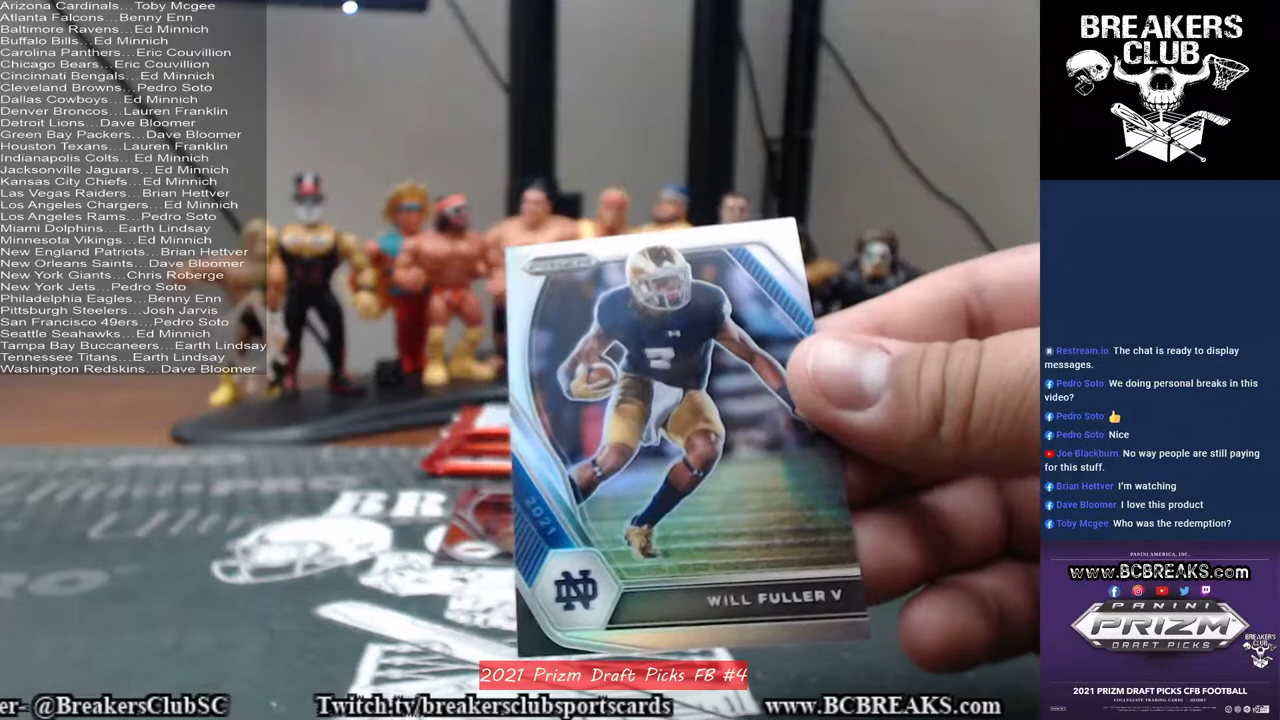 Arizona Cardinals...Toby Mcgee
Atlanta Falcons...Benny Enn
Baltimore Ravens...Ed Minnich
Buffalo Bills...Ed Minnich
Carolina Panthers...Eric Couvillion
Chicago Bears...Eric Couvillion
Cincinnati Bengals...Ed Minnich
Cleveland Browns...Pedro Soto
Dallas Cowboys...Ed Minnich
Denver Broncos...Lauren Franklin
Detroit Lions...Dave Bloomer
Green Bay Packers...Dave Bloomer
Houston Texans...Lauren Franklin
Indianapolis Colts...Ed Minnich
Jacksonville Jaguars...Ed Minnich
Kansas City Chiefs...Ed Minnich
Las Vegas Raiders...Brian Hettver
Los Angeles Chargers...Ed Minnich
Los Angeles Rams...Pedro Soto
Miami Dolphins...Earth Lindsay
Minnesota Vikings...Ed Minnich
New England Patriots...Brian Hettver
New Orleans Saints...Dave Bloomer
New York Giants...Chris Roberge
New York Jets...Pedro Soto
Philadelphia Eagles...Benny Enn
Pittsburgh Steelers...Josh Jarvis
San Francisco 49ers...Pedro Soto
Seattle Seahawks...Ed Minnich
Tampa Bay Buccaneers...Earth Lindsay
Tennessee Titans...Earth Lindsay
Washington Redskins...Dave Bloomer
PRIZM
2021
ND
WILL FULLER V
2021 Prizm Draft Picks FB #4
er- @BreakersClubSC
www.BCBREAKS.com
BREAKERS
CLUB
Restream.io The chat is ready to display
messages.
Pedro Soto We doing personal breaks in this
video?
Pedro Soto 👍
Pedro Soto Nice
Joe Blackburn No way people are still paying
for this stuff.
Brian Hettver I'm watching
Dave Bloomer I love this product
Toby Mcgee Who was the redemption?
PANINI AMERICA, INC.
www.BCBREAKS.com
PANINI
PRIZM
DRAFT PICKS
BREAKERS
CLUB
2021 PRIZM DRAFT PICKS CFB FOOTBALL